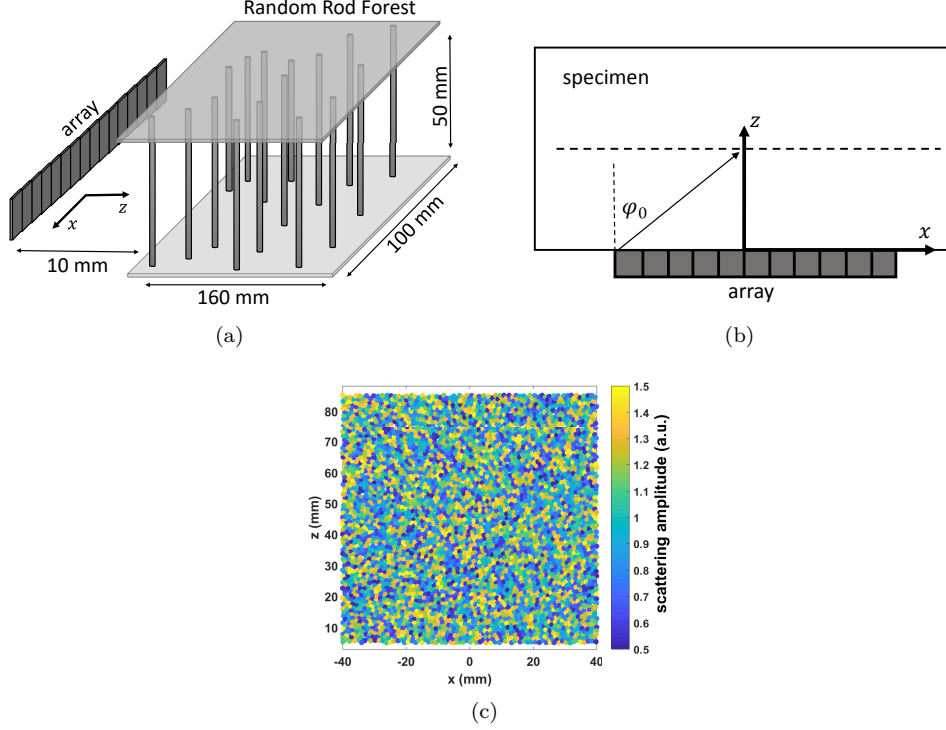 Random Rod Forest
array
x
z
10 mm
160 mm
100 mm
50 mm
(a)
specimen
z
φ₀
x
array
(b)
80
70
60
50
40
30
20
10
z (mm)
-40 -20 0 20 40
x (mm)
1.5
1.4
1.3
1.2
1.1
1
0.9
0.8
0.7
0.6
0.5
scattering amplitude (a.u.)
(c)